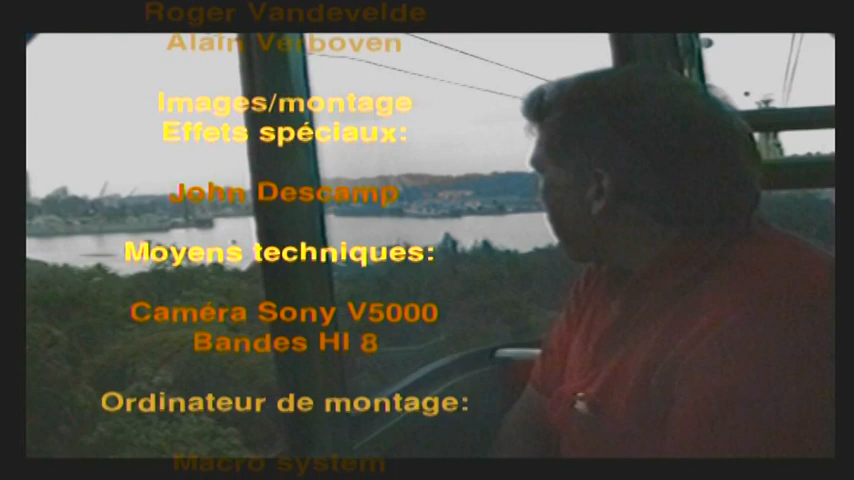 Roger Vandevelde
Alain Verboven
Images/montage
Effets spéciaux:
John Descamp
Moyens techniques:
Caméra Sony V5000
Bandes HI 8
Ordinateur de montage:
Macro system